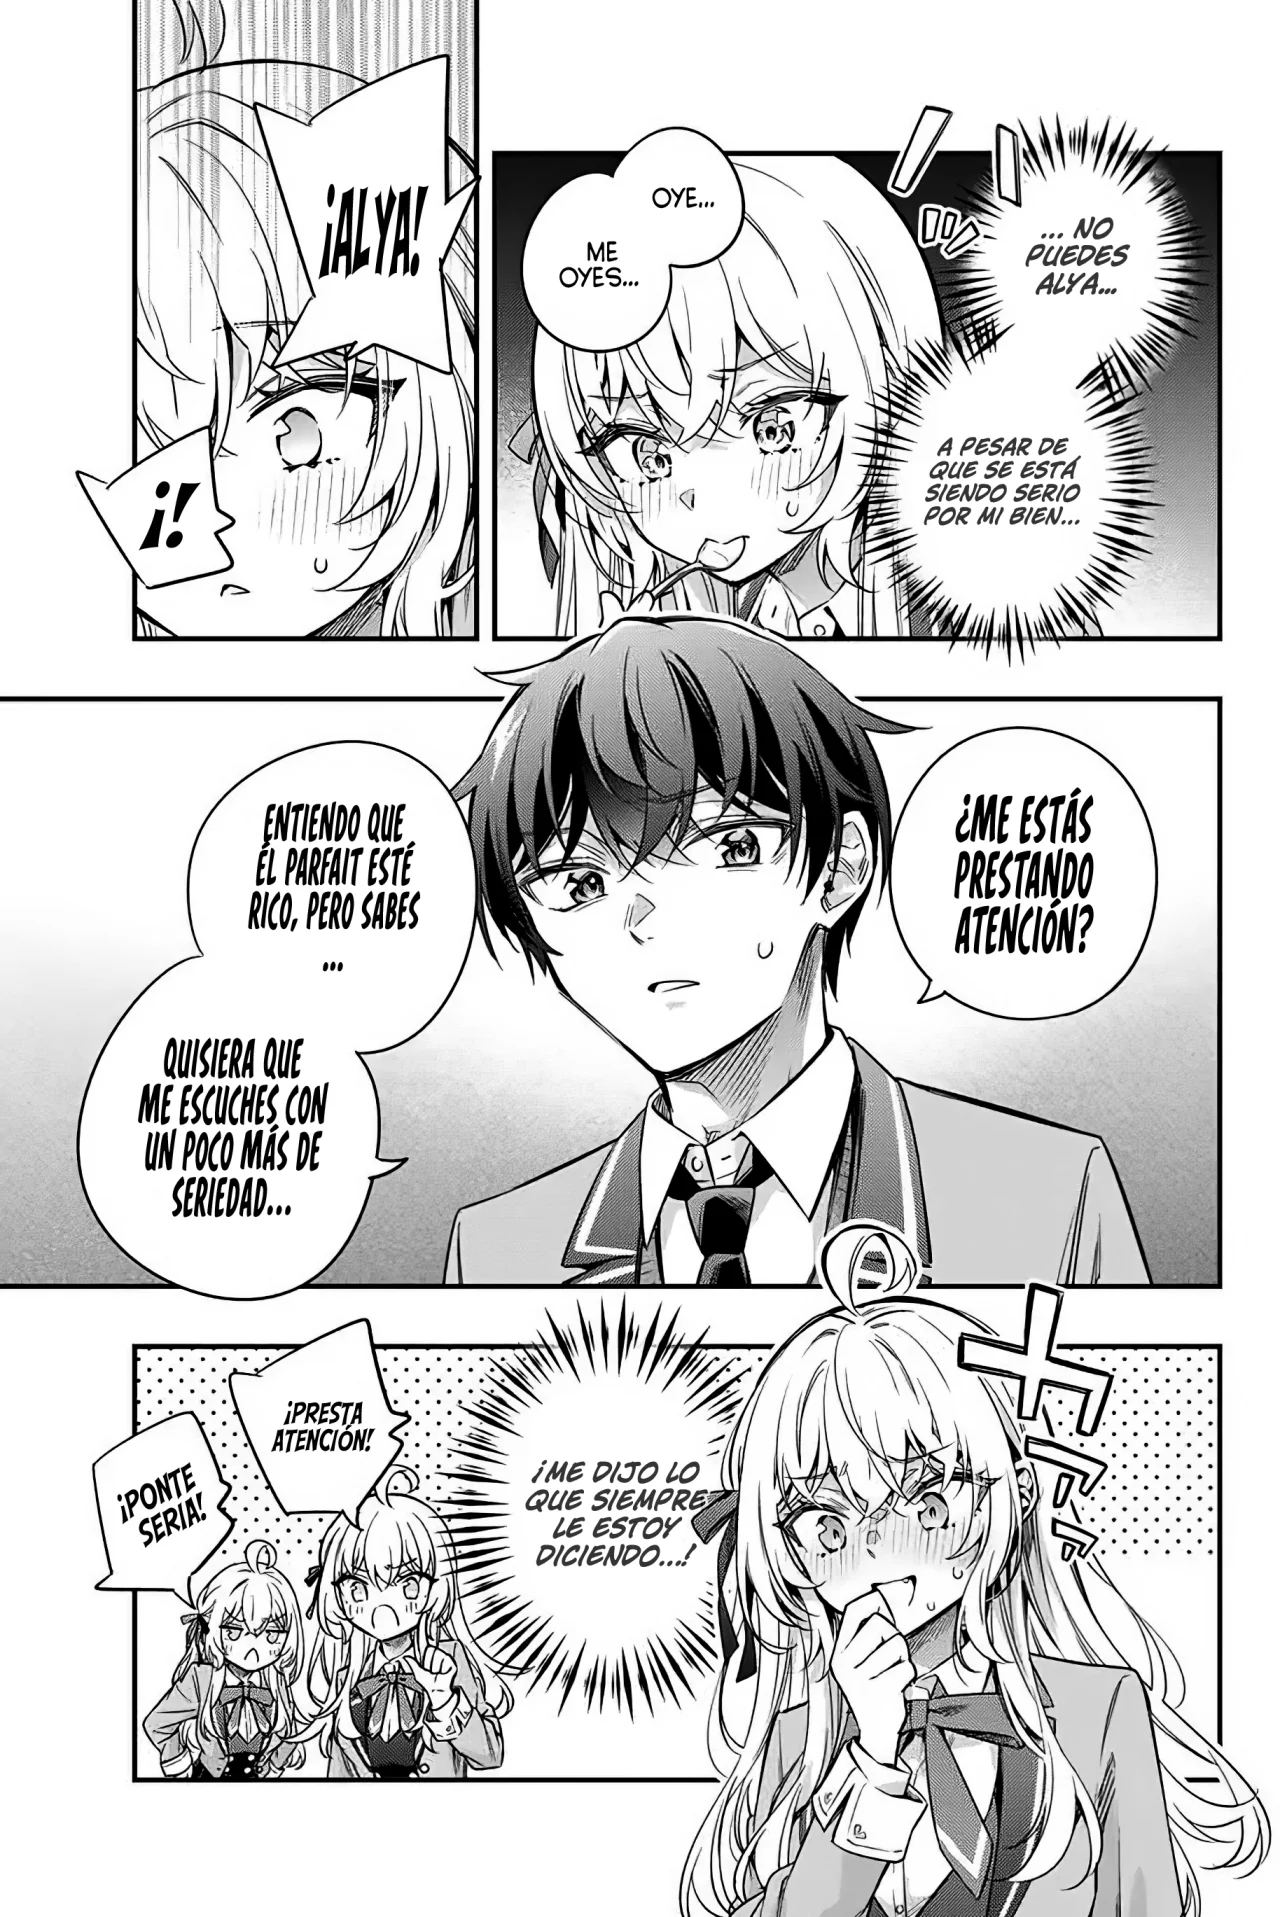 ... NO
PUEDES
ALYA...
A PESAR DE
QUE SE ESTÁ
SIENDO SERIO
POR MI BIEN...
OYE...
ME
OYES...
¡ALYA!
¡!
¿ME ESTÁS
PRESTANDO
ATENCIÓN?
ENTIENDO QUE
ÉL PARFAIT ESTÉ
RICO, PERO SABES
...
QUISIERA QUE
ME ESCUCHES CON
UN POCO MÁS DE
SERIEDAD...
¡ME DIJO LO
QUE SIEMPRE
LE ESTOY
DICIENDO...!
¡PRESTA
ATENCIÓN!
¡PONTE
SERIA!